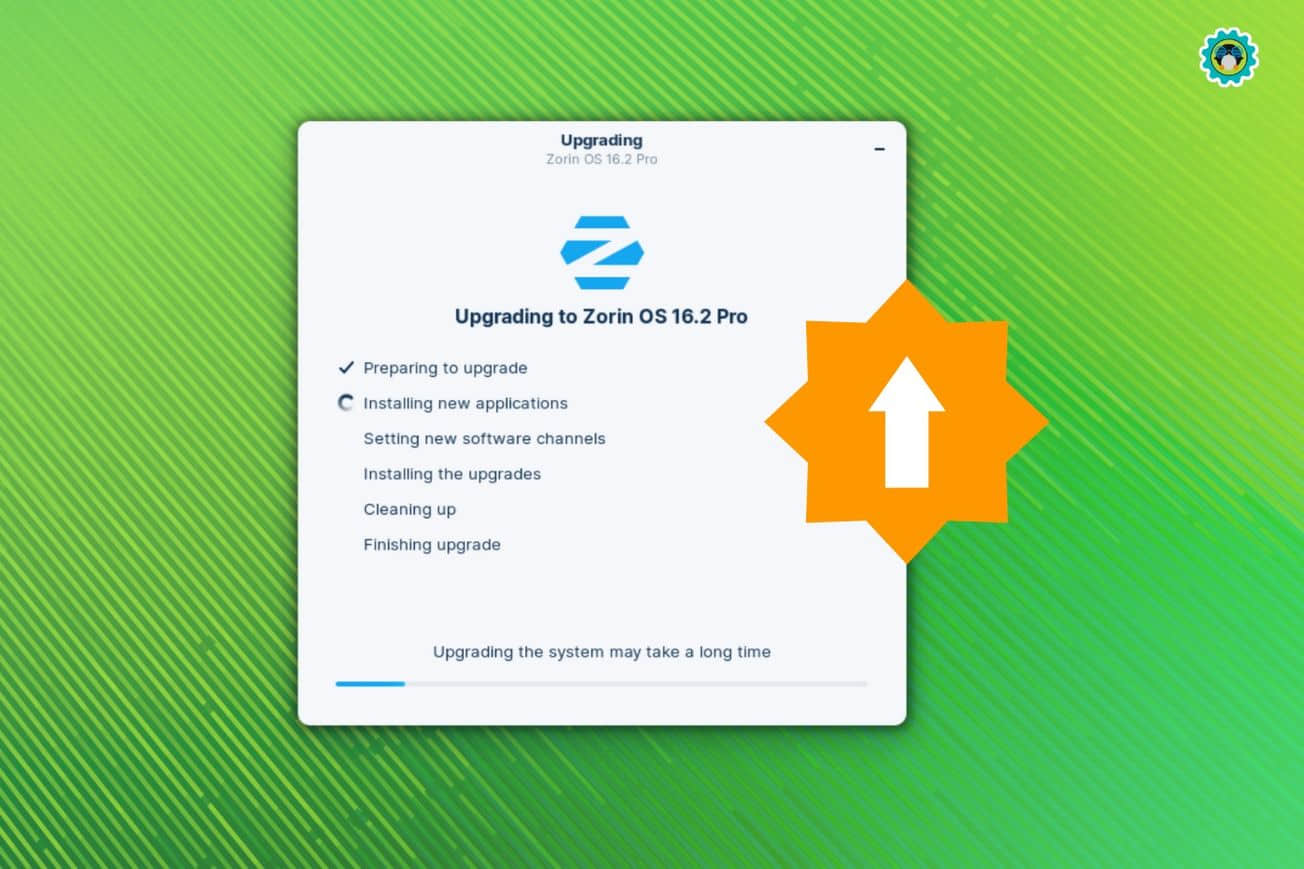 Upgrading
Zorin OS 16.2 Pro
Upgrading to Zorin OS 16.2 Pro
Preparing to upgrade
Installing new applications
Setting new software channels
Installing the upgrades
Cleaning up
Finishing upgrade
Upgrading the system may take a long time